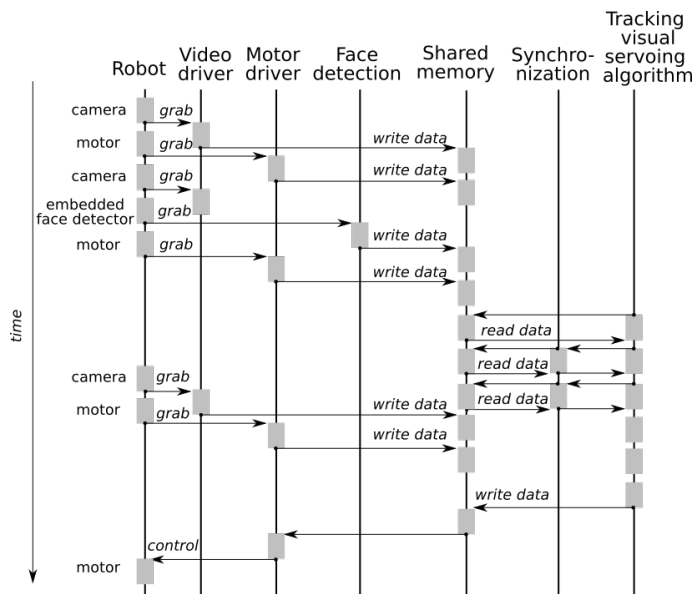 Tracking
visual
servoing
algorithm
Robot
Video
driver
Motor
driver
Face
detection
Shared
memory
Synchro-
nization
camera
grab
motor
grab
write data
camera
grab
write data
embedded
face detector
grab
motor
grab
write data
write data
time
read data
read data
camera
grab
read data
motor
grab
write data
write data
write data
control
motor